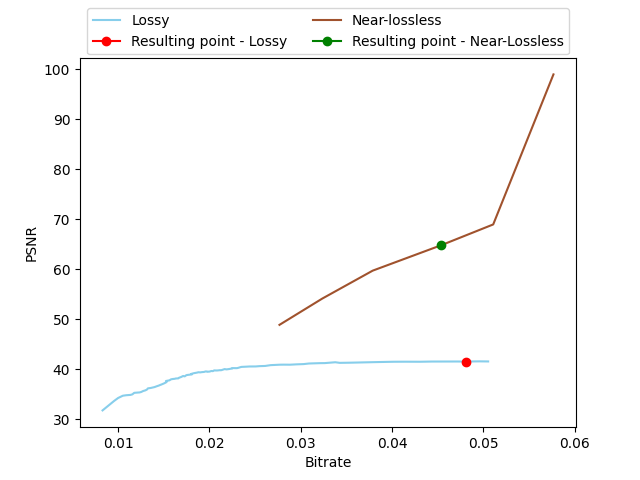 Lossy
Near-lossless
Resulting point - Lossy
Resulting point - Near-Lossless
100
90
80
70
60
50
40
30
PSNR
0.01
0.02
0.03
0.04
0.05
0.06
Bitrate